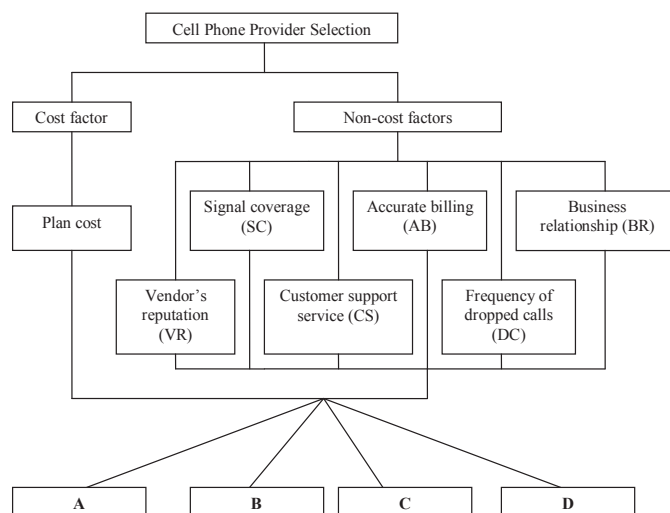 Cell Phone Provider Selection
Cost factor
Non-cost factors
Plan cost
Signal coverage
(SC)
Accurate billing
(AB)
Business
relationship (BR)
Vendor's
reputation
(VR)
Customer support
service (CS)
Frequency of
dropped calls
(DC)
A
B
C
D